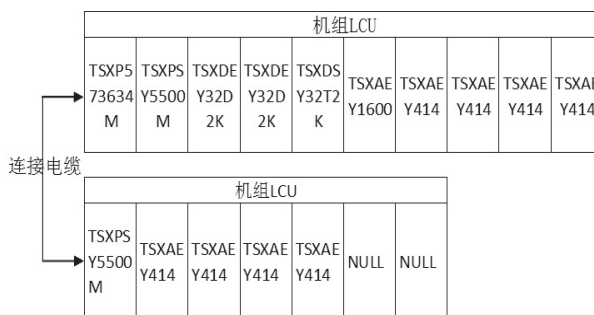 机组LCU
TSXP5
73634
M
TSXPS
Y5500
M
TSXDE
Y32D
2K
TSXDE
Y32D
2K
TSXDS
Y32T2
K
TSXAE
Y1600
TSXAE
Y414
TSXAE
Y414
TSXAE
Y414
TSXAE
Y414
连接电缆
机组LCU
TSXPS
Y5500
M
TSXAE
Y414
TSXAE
Y414
TSXAE
Y414
TSXAE
Y414
NULL
NULL